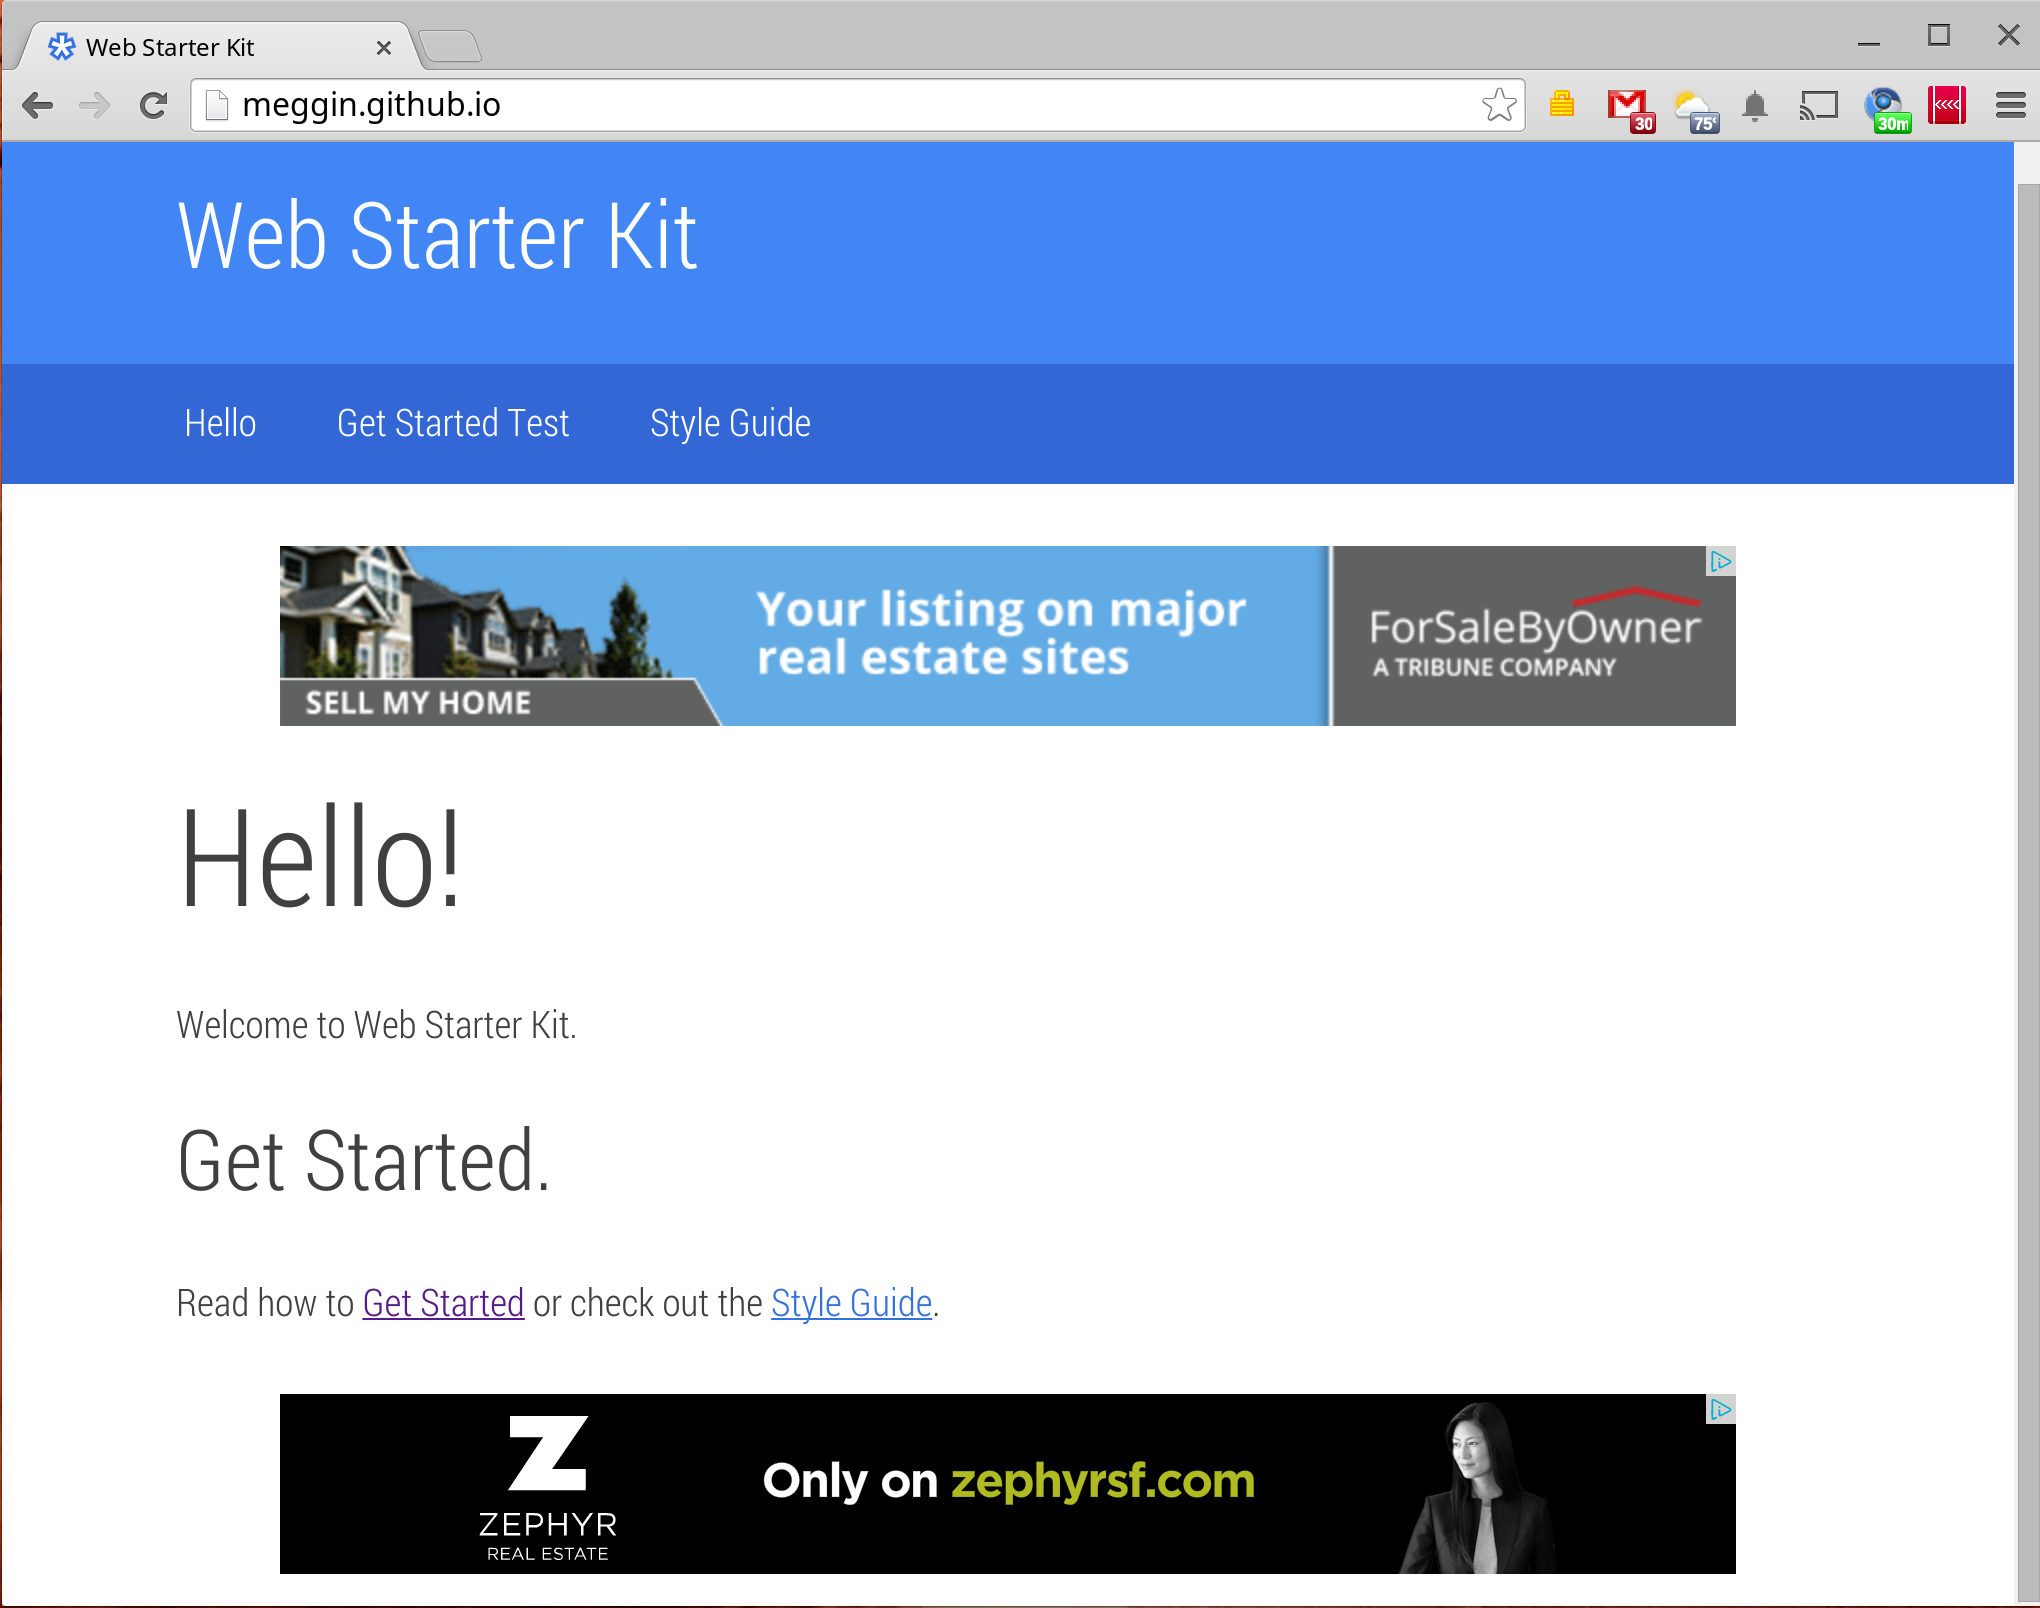 Web Starter Kit
meggin.github.io
30
75°
30m
Web Starter Kit
Hello Get Started Test Style Guide
Your listing on major
real estate sites
SELL MY HOME
ForSaleByOwner
A TRIBUNE COMPANY
Hello!
Welcome to Web Starter Kit.
Get Started.
Read how to Get Started or check out the Style Guide.
Z
ZEPHYR
REAL ESTATE
Only on zephyrsf.com